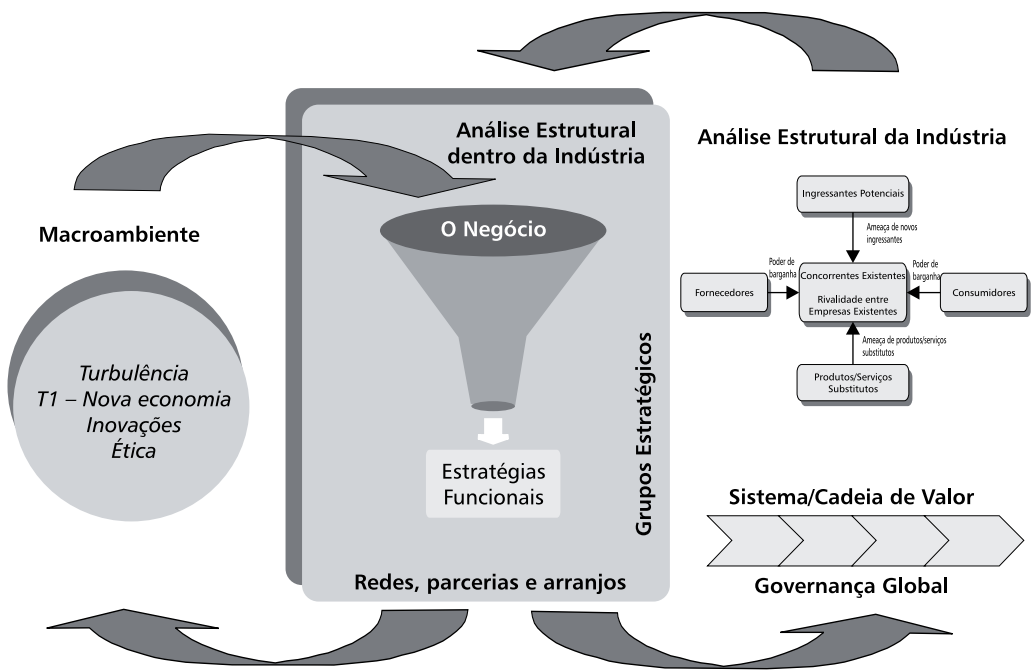 Macroambiente
Turbulência
T1 – Nova economia
Inovações
Ética
Análise Estrutural
dentro da Indústria
O Negócio
Estratégias
Funcionais
Grupos Estratégicos
Redes, parcerias e arranjos
Análise Estrutural da Indústria
Ingressantes Potenciais
Ameaça de novos
ingressantes
Fornecedores
Poder de
barganha
Concorrentes Existentes
Rivalidade entre
Empresas Existentes
Poder de
barganha
Consumidores
Ameaça de produtos/serviços
substitutos
Produtos/Serviços
Substitutos
Sistema/Cadeia de Valor
Governança Global